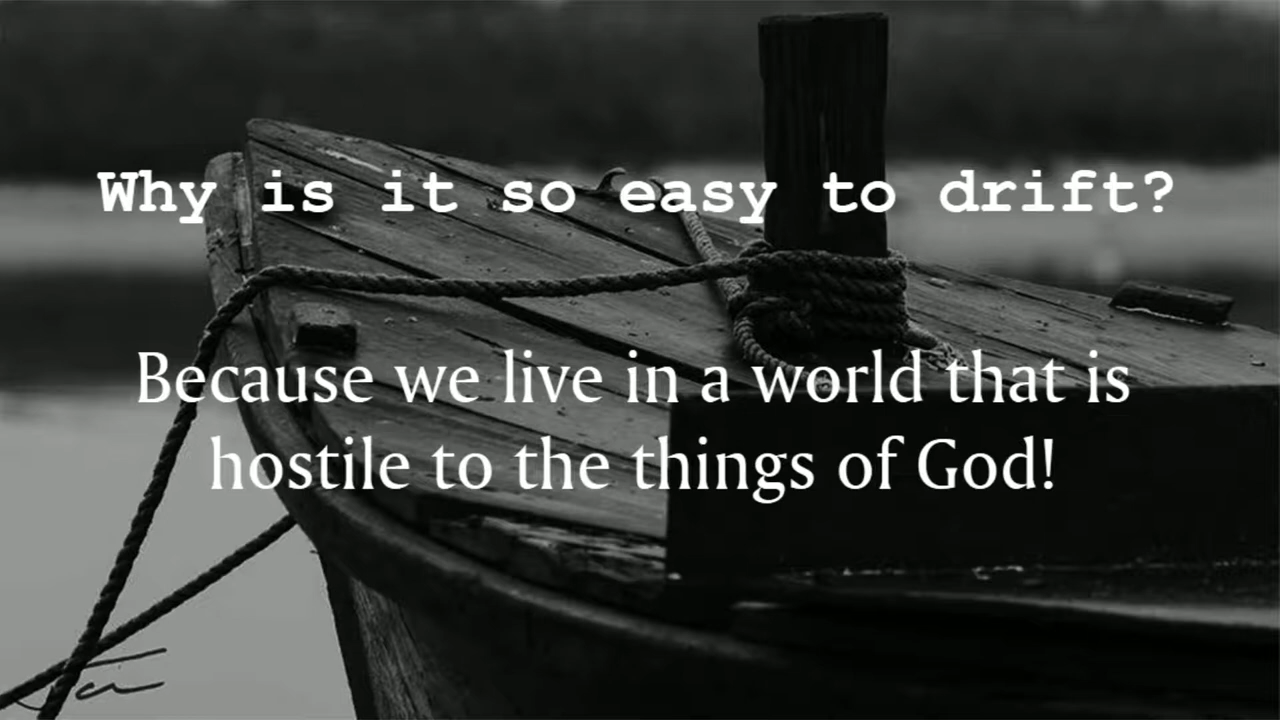 Why is it so easy to drift?
Because we live in a world that is
hostile to the things of God!